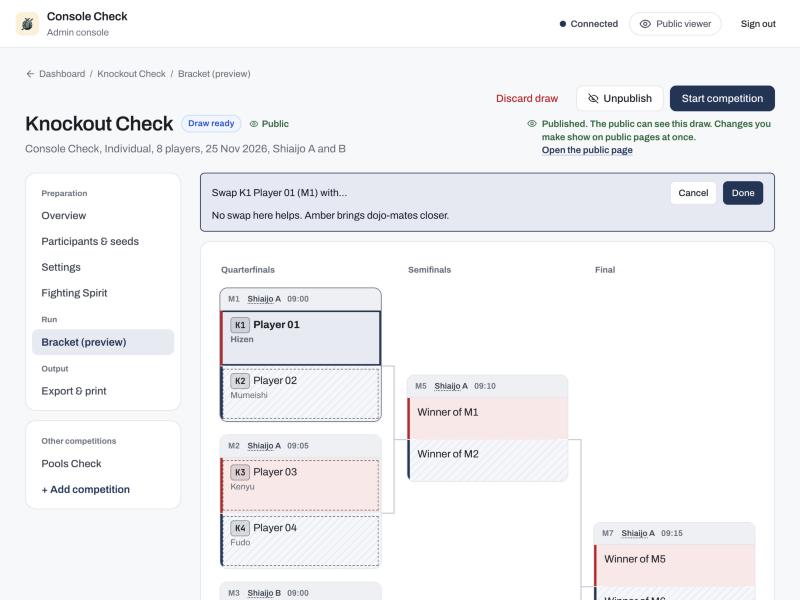 Console Check
Admin console
Connected
Public viewer
Sign out
Dashboard / Knockout Check / Bracket (preview)
Discard draw
Unpublish
Start competition
Knockout Check
Draw ready
Public
Published. The public can see this draw. Changes you
make show on public pages at once.
Open the public page
Console Check, Individual, 8 players, 25 Nov 2026, Shiaijo A and B
Preparation
Overview
Participants & seeds
Settings
Fighting Spirit
Run
Bracket (preview)
Output
Export & print
Other competitions
Pools Check
+ Add competition
Swap K1 Player 01 (M1) with...
Cancel
Done
No swap here helps. Amber brings dojo-mates closer.
Quarterfinals
Semifinals
Final
M1 Shiaijo A 09:00
K1 Player 01
Hizen
K2 Player 02
Mumeishi
M2 Shiaijo A 09:05
K3 Player 03
Kenyu
K4 Player 04
Fudo
M3 Shiaijo B 09:00
M5 Shiaijo A 09:10
Winner of M1
Winner of M2
M7 Shiaijo A 09:15
Winner of M5